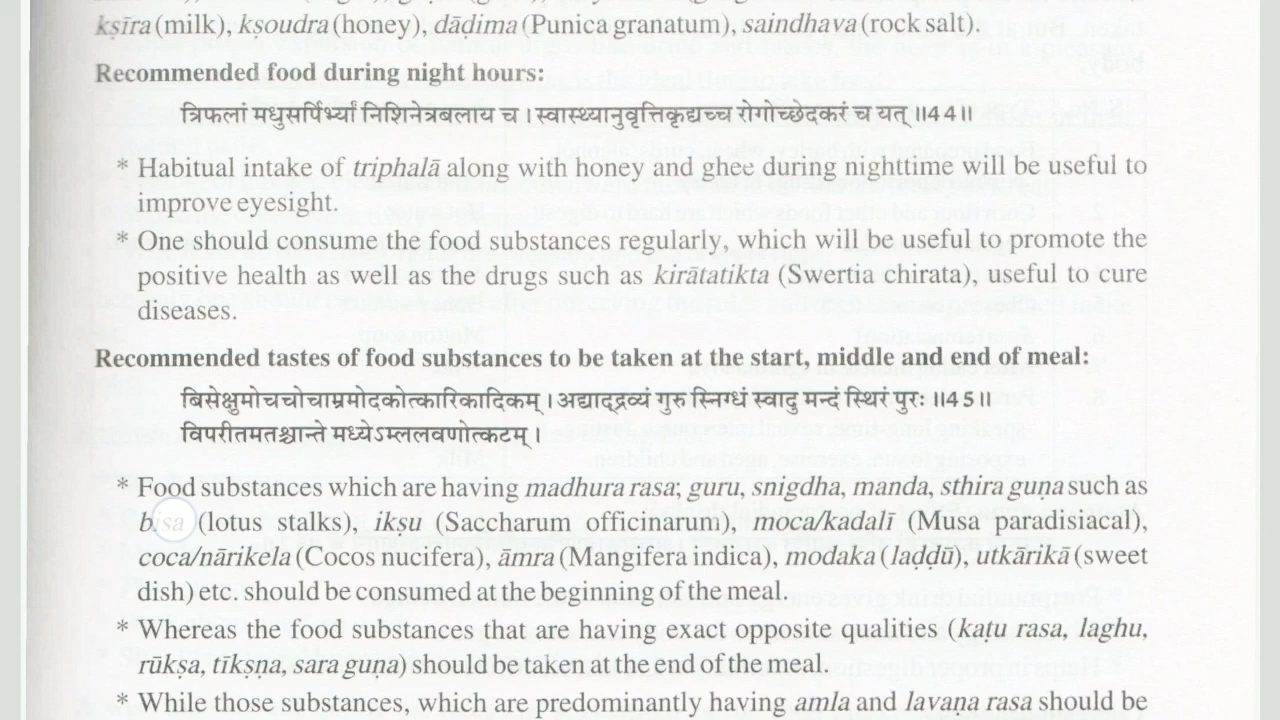 kṣīra (milk), kṣoudra (honey), dāḍima (Punica granatum), saindhava (rock salt).
Recommended food during night hours:
त्रिफलां मधुसर्पिर्भ्यां निशिनेत्रबलाय च । स्वास्थ्यानुवृत्तिकृद्यच्च रोगोच्छेदकरं च यत् ॥44॥
* Habitual intake of triphalā along with honey and ghee during nighttime will be useful to
improve eyesight.
* One should consume the food substances regularly, which will be useful to promote the
positive health as well as the drugs such as kirātatikta (Swertia chirata), useful to cure
diseases.
Recommended tastes of food substances to be taken at the start, middle and end of meal:
बिसेक्षुमोचचोचाम्रमोदकोत्कारिकादिकम् । अद्याद्द्रव्यं गुरु स्निग्धं स्वादु मन्दं स्थिरं पुरः ॥45॥
विपरीतमतश्चान्ते मध्येऽम्ललवणोत्कटम् ।
* Food substances which are having madhura rasa; guru, snigdha, manda, sthira guṇa such as
bisa (lotus stalks), ikṣu (Saccharum officinarum), moca/kadalī (Musa paradisiacal),
coca/nārikela (Cocos nucifera), āmra (Mangifera indica), modaka (laḍḍū), utkārikā (sweet
dish) etc. should be consumed at the beginning of the meal.
* Whereas the food substances that are having exact opposite qualities (kaṭu rasa, laghu,
rūkṣa, tīkṣṇa, sara guṇa) should be taken at the end of the meal.
* While those substances, which are predominantly having amla and lavaṇa rasa should be